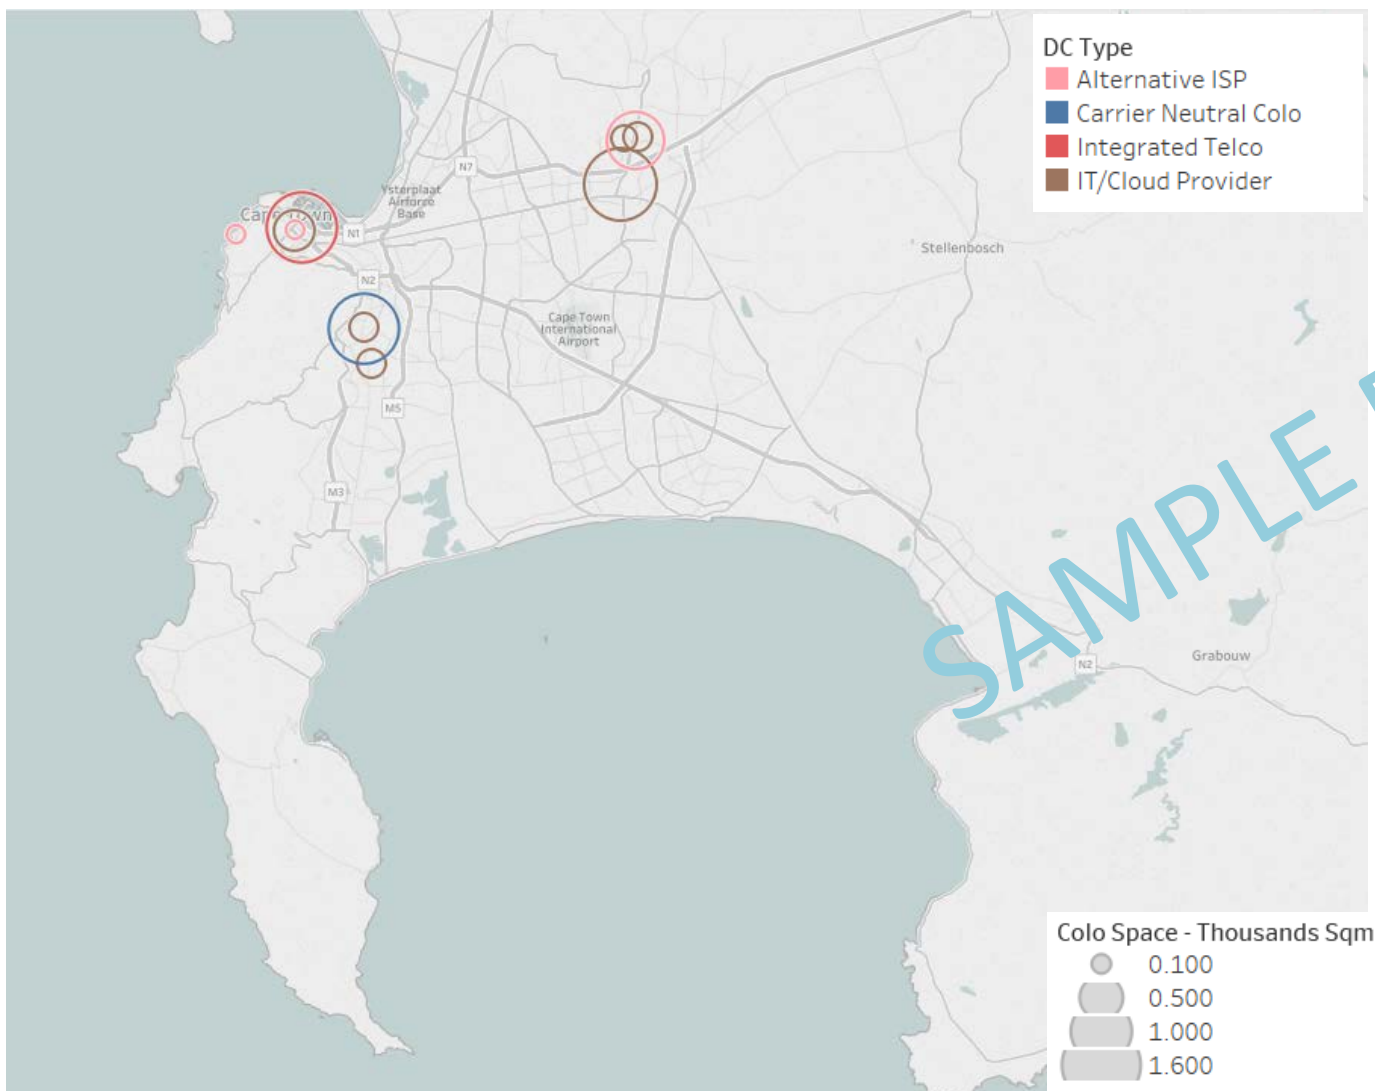 DC Type
Alternative ISP
Carrier Neutral Colo
Integrated Telco
IT/Cloud Provider
N7
Ysterplaat
Airforce
Base
Cape Town
N1
Stellenbosch
N2
Cape Town
International
Airport
M5
SAMPLE
M3
Grabouw
N2
Colo Space - Thousands Sqm
0.100
0.500
1.000
1.600